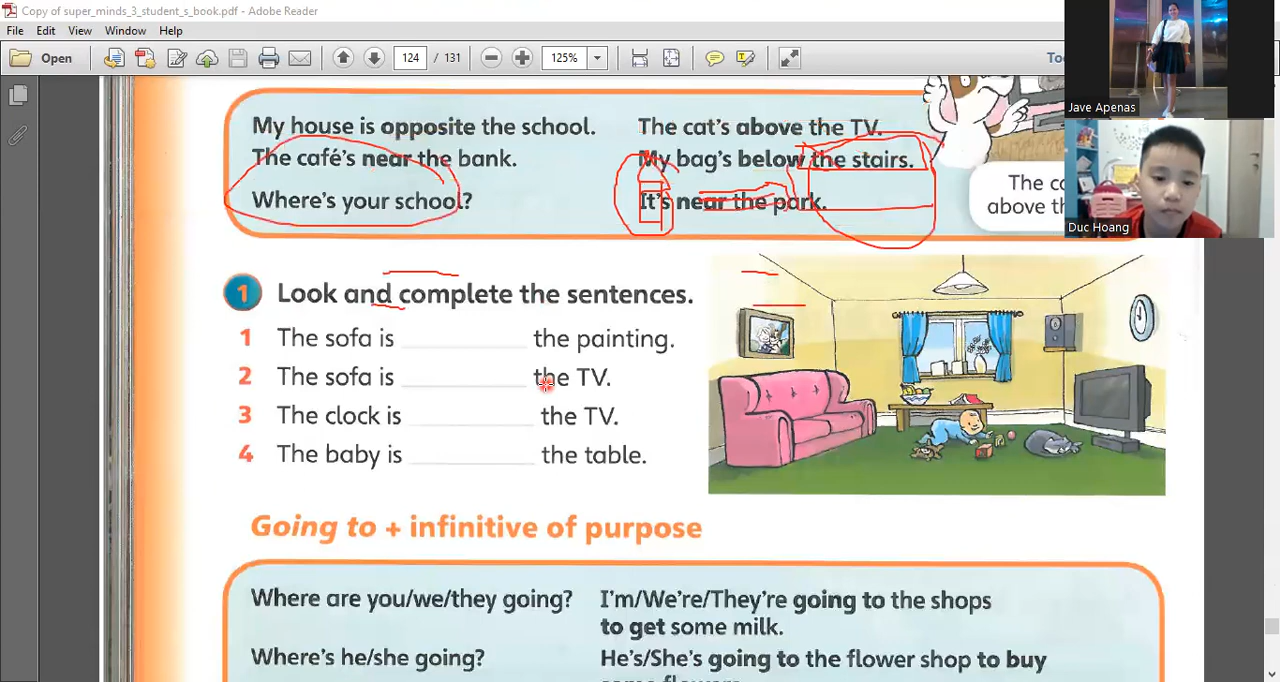 Copy of super_minds_3_student_s_book.pdf - Adobe Reader
File Edit View Window Help
Open 124 / 131 125%
Jave Apenas
My house is opposite the school. The cat's above the TV.
The café's near the bank. My bag's below the stairs.
Where's your school? It's near the park.
The
above
Duc Hoang
1 Look and complete the sentences.
1 The sofa is the painting.
2 The sofa is the TV.
3 The clock is the TV.
4 The baby is the table.
Going to + infinitive of purpose
Where are you/we/they going? I'm/We're/They're going to the shops
to get some milk.
Where's he/she going? He's/She's going to the flower shop to buy